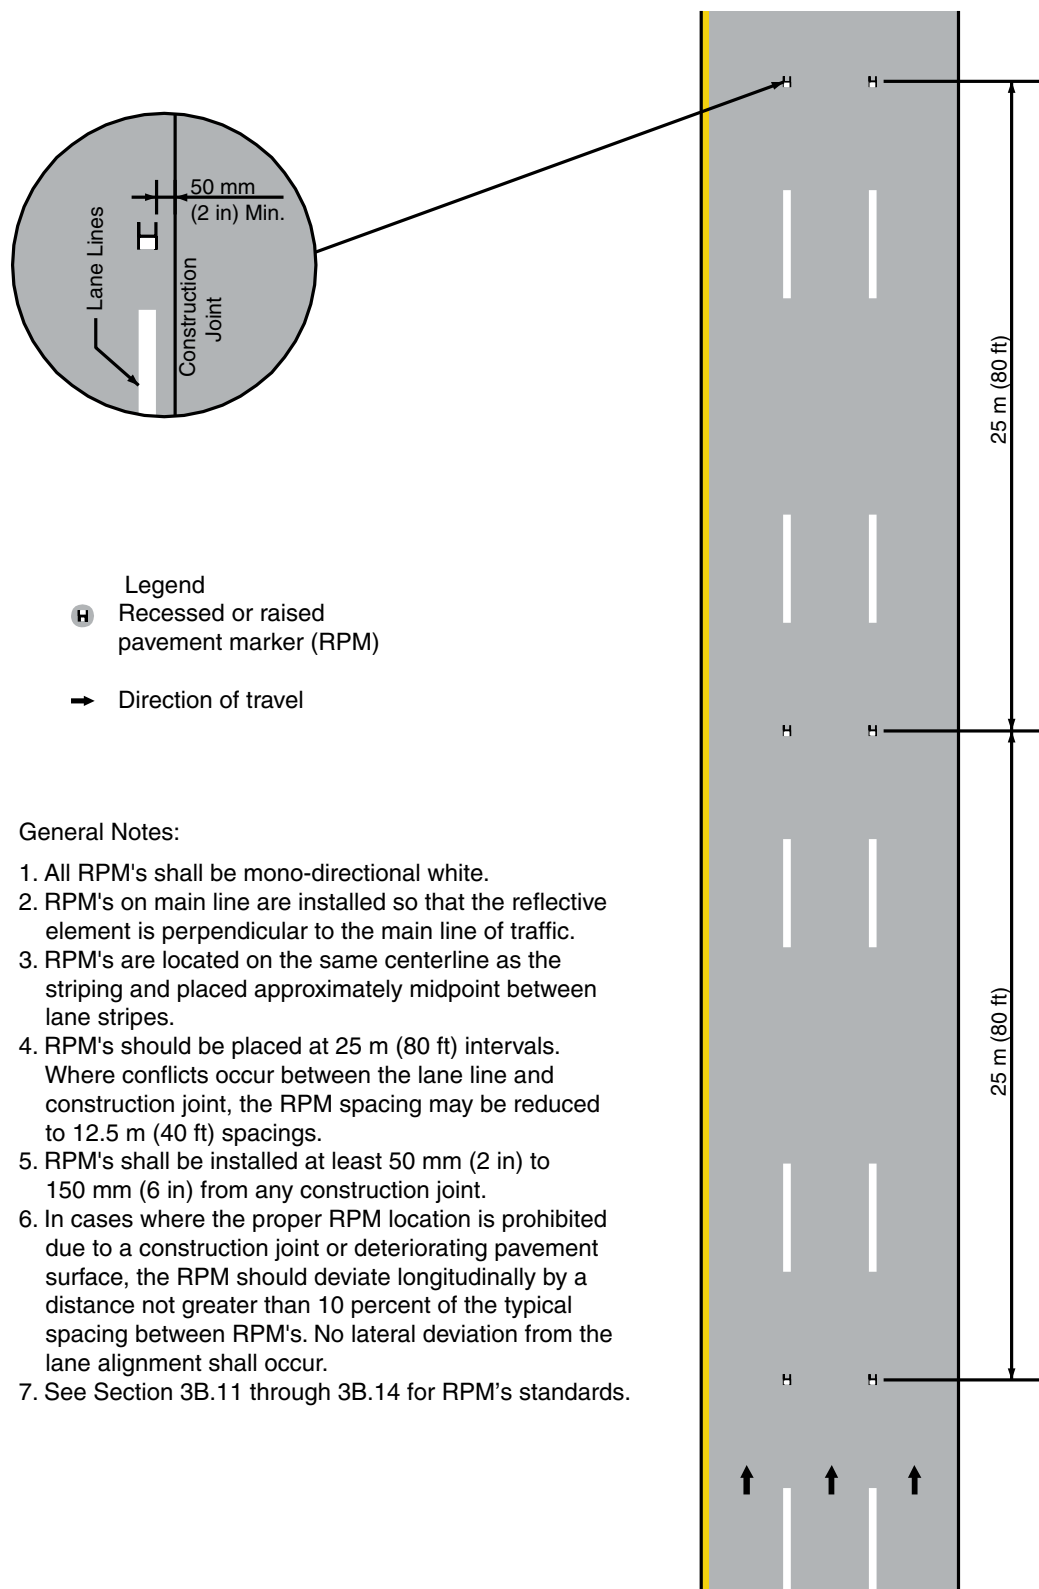 50 mm
(2 in) Min.
Lane Lines
Construction
Joint
25 m (80 ft)
Legend
Recessed or raised
pavement marker (RPM)
Direction of travel
25 m (80 ft)
General Notes:
1. All RPM's shall be mono-directional white.
2. RPM's on main line are installed so that the reflective
element is perpendicular to the main line of traffic.
3. RPM's are located on the same centerline as the
striping and placed approximately midpoint between
lane stripes.
4. RPM's should be placed at 25 m (80 ft) intervals.
Where conflicts occur between the lane line and
construction joint, the RPM spacing may be reduced
to 12.5 m (40 ft) spacings.
5. RPM's shall be installed at least 50 mm (2 in) to
150 mm (6 in) from any construction joint.
6. In cases where the proper RPM location is prohibited
due to a construction joint or deteriorating pavement
surface, the RPM should deviate longitudinally by a
distance not greater than 10 percent of the typical
spacing between RPM's. No lateral deviation from the
lane alignment shall occur.
7. See Section 3B.11 through 3B.14 for RPM’s standards.